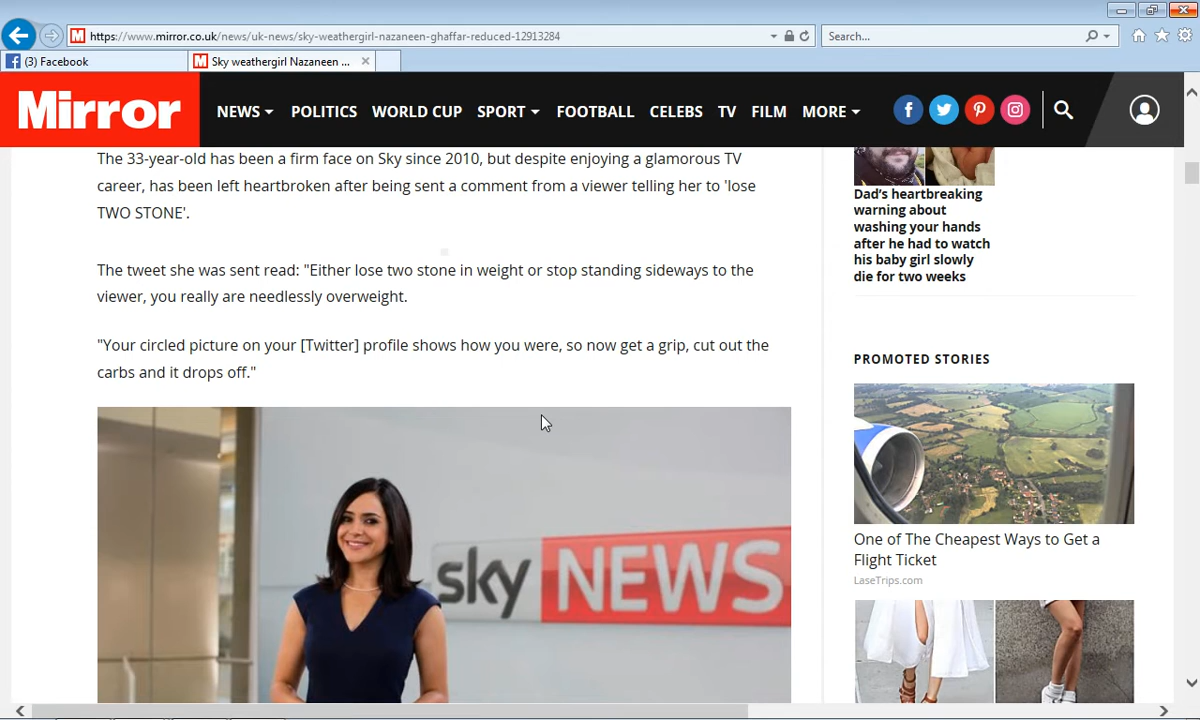 https://www.mirror.co.uk/news/uk-news/sky-weathergirl-nazaneen-ghaffar-reduced-12913284
Search...
(3) Facebook
Sky weathergirl Nazaneen ...
Mirror
NEWS
POLITICS
WORLD CUP
SPORT
FOOTBALL
CELEBS
TV
FILM
MORE
The 33-year-old has been a firm face on Sky since 2010, but despite enjoying a glamorous TV
career, has been left heartbroken after being sent a comment from a viewer telling her to 'lose
TWO STONE'.
The tweet she was sent read: "Either lose two stone in weight or stop standing sideways to the
viewer, you really are needlessly overweight.
"Your circled picture on your [Twitter] profile shows how you were, so now get a grip, cut out the
carbs and it drops off."
sky NEWS
Dad's heartbreaking
warning about
washing your hands
after he had to watch
his baby girl slowly
die for two weeks
PROMOTED STORIES
One of The Cheapest Ways to Get a
Flight Ticket
LaseTrips.com